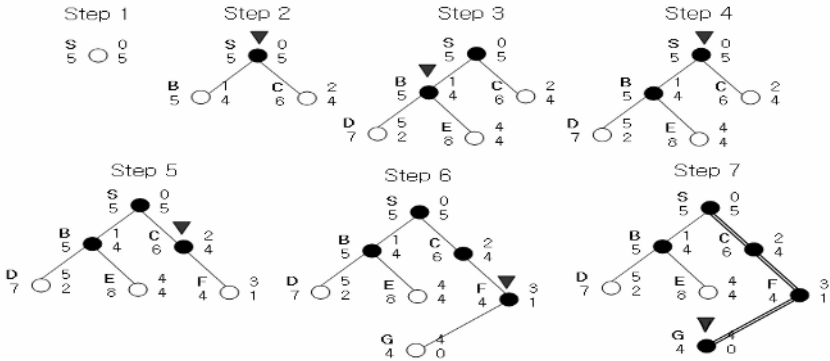 Step 1
S 0
5 5
Step 2
S 0
5 5
B 1 C 2
5 4 6 4
Step 3
S 0
5 5
B 1 C 2
5 4 6 4
D 5 E 4
7 2 8 4
Step 4
S 0
5 5
B 1 C 2
5 4 6 4
D 5 E 4
7 2 8 4
Step 5
S 0
5 5
B 1 C 2
5 4 6 4
D 5 E 4 F 3
7 2 8 4 4 1
Step 6
S 0
5 5
B 1 C 2
5 4 6 4
D 5 E 4 F 3
7 2 8 4 4 1
G 4
4 0
Step 7
S 0
5 5
B 1 C 2
5 4 6 4
D 5 E 4 F 3
7 2 8 4 4 1
G 4
4 0